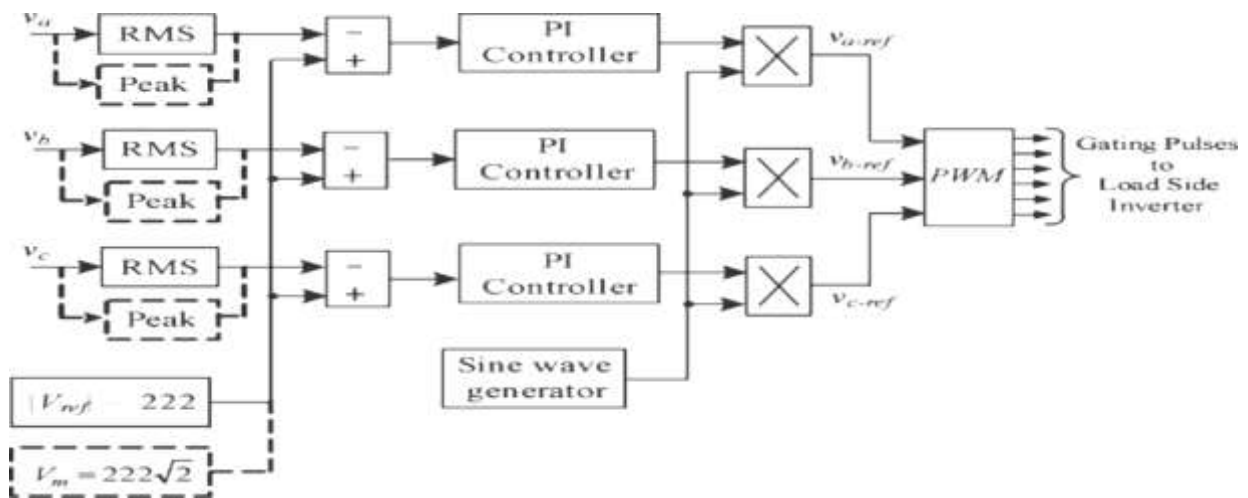 v_a
RMS
Peak
-
+
PI
Controller
v_a-ref
v_b
RMS
Peak
-
+
PI
Controller
v_b-ref
PWM
Gating Pulses
to
Load Side
Inverter
v_c
RMS
Peak
-
+
PI
Controller
v_c-ref
Sine wave
generator
|V_ref| 222
V_m = 222√2